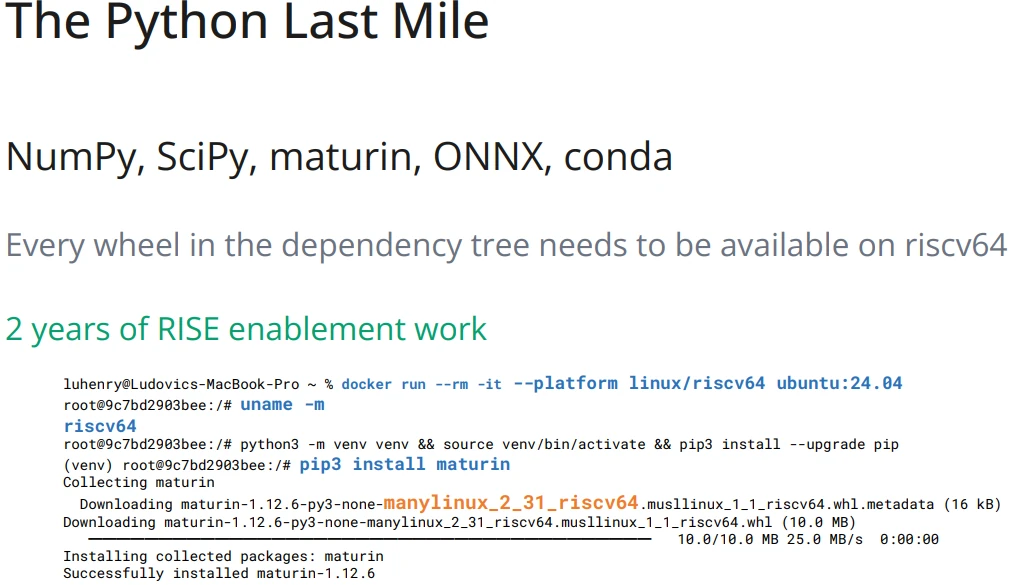 The Python Last Mile
NumPy, SciPy, maturin, ONNX, conda
Every wheel in the dependency tree needs to be available on riscv64
2 years of RISE enablement work
luhenry@Ludovics-MacBook-Pro ~ % docker run --rm -it --platform linux/riscv64 ubuntu:24.04
root@9c7bd2903bee:/# uname -m
riscv64
root@9c7bd2903bee:/# python3 -m venv venv && source venv/bin/activate && pip3 install --upgrade pip
(venv) root@9c7bd2903bee:/# pip3 install maturin
Collecting maturin
  Downloading maturin-1.12.6-py3-none-manylinux_2_31_riscv64.musllinux_1_1_riscv64.whl.metadata (16 kB)
Downloading maturin-1.12.6-py3-none-manylinux_2_31_riscv64.musllinux_1_1_riscv64.whl (10.0 MB)
━━━━━━━━━━━━━━━━━━━━━━━━━━━━━━━━━━━━━━━━ 10.0/10.0 MB 25.0 MB/s 0:00:00
Installing collected packages: maturin
Successfully installed maturin-1.12.6